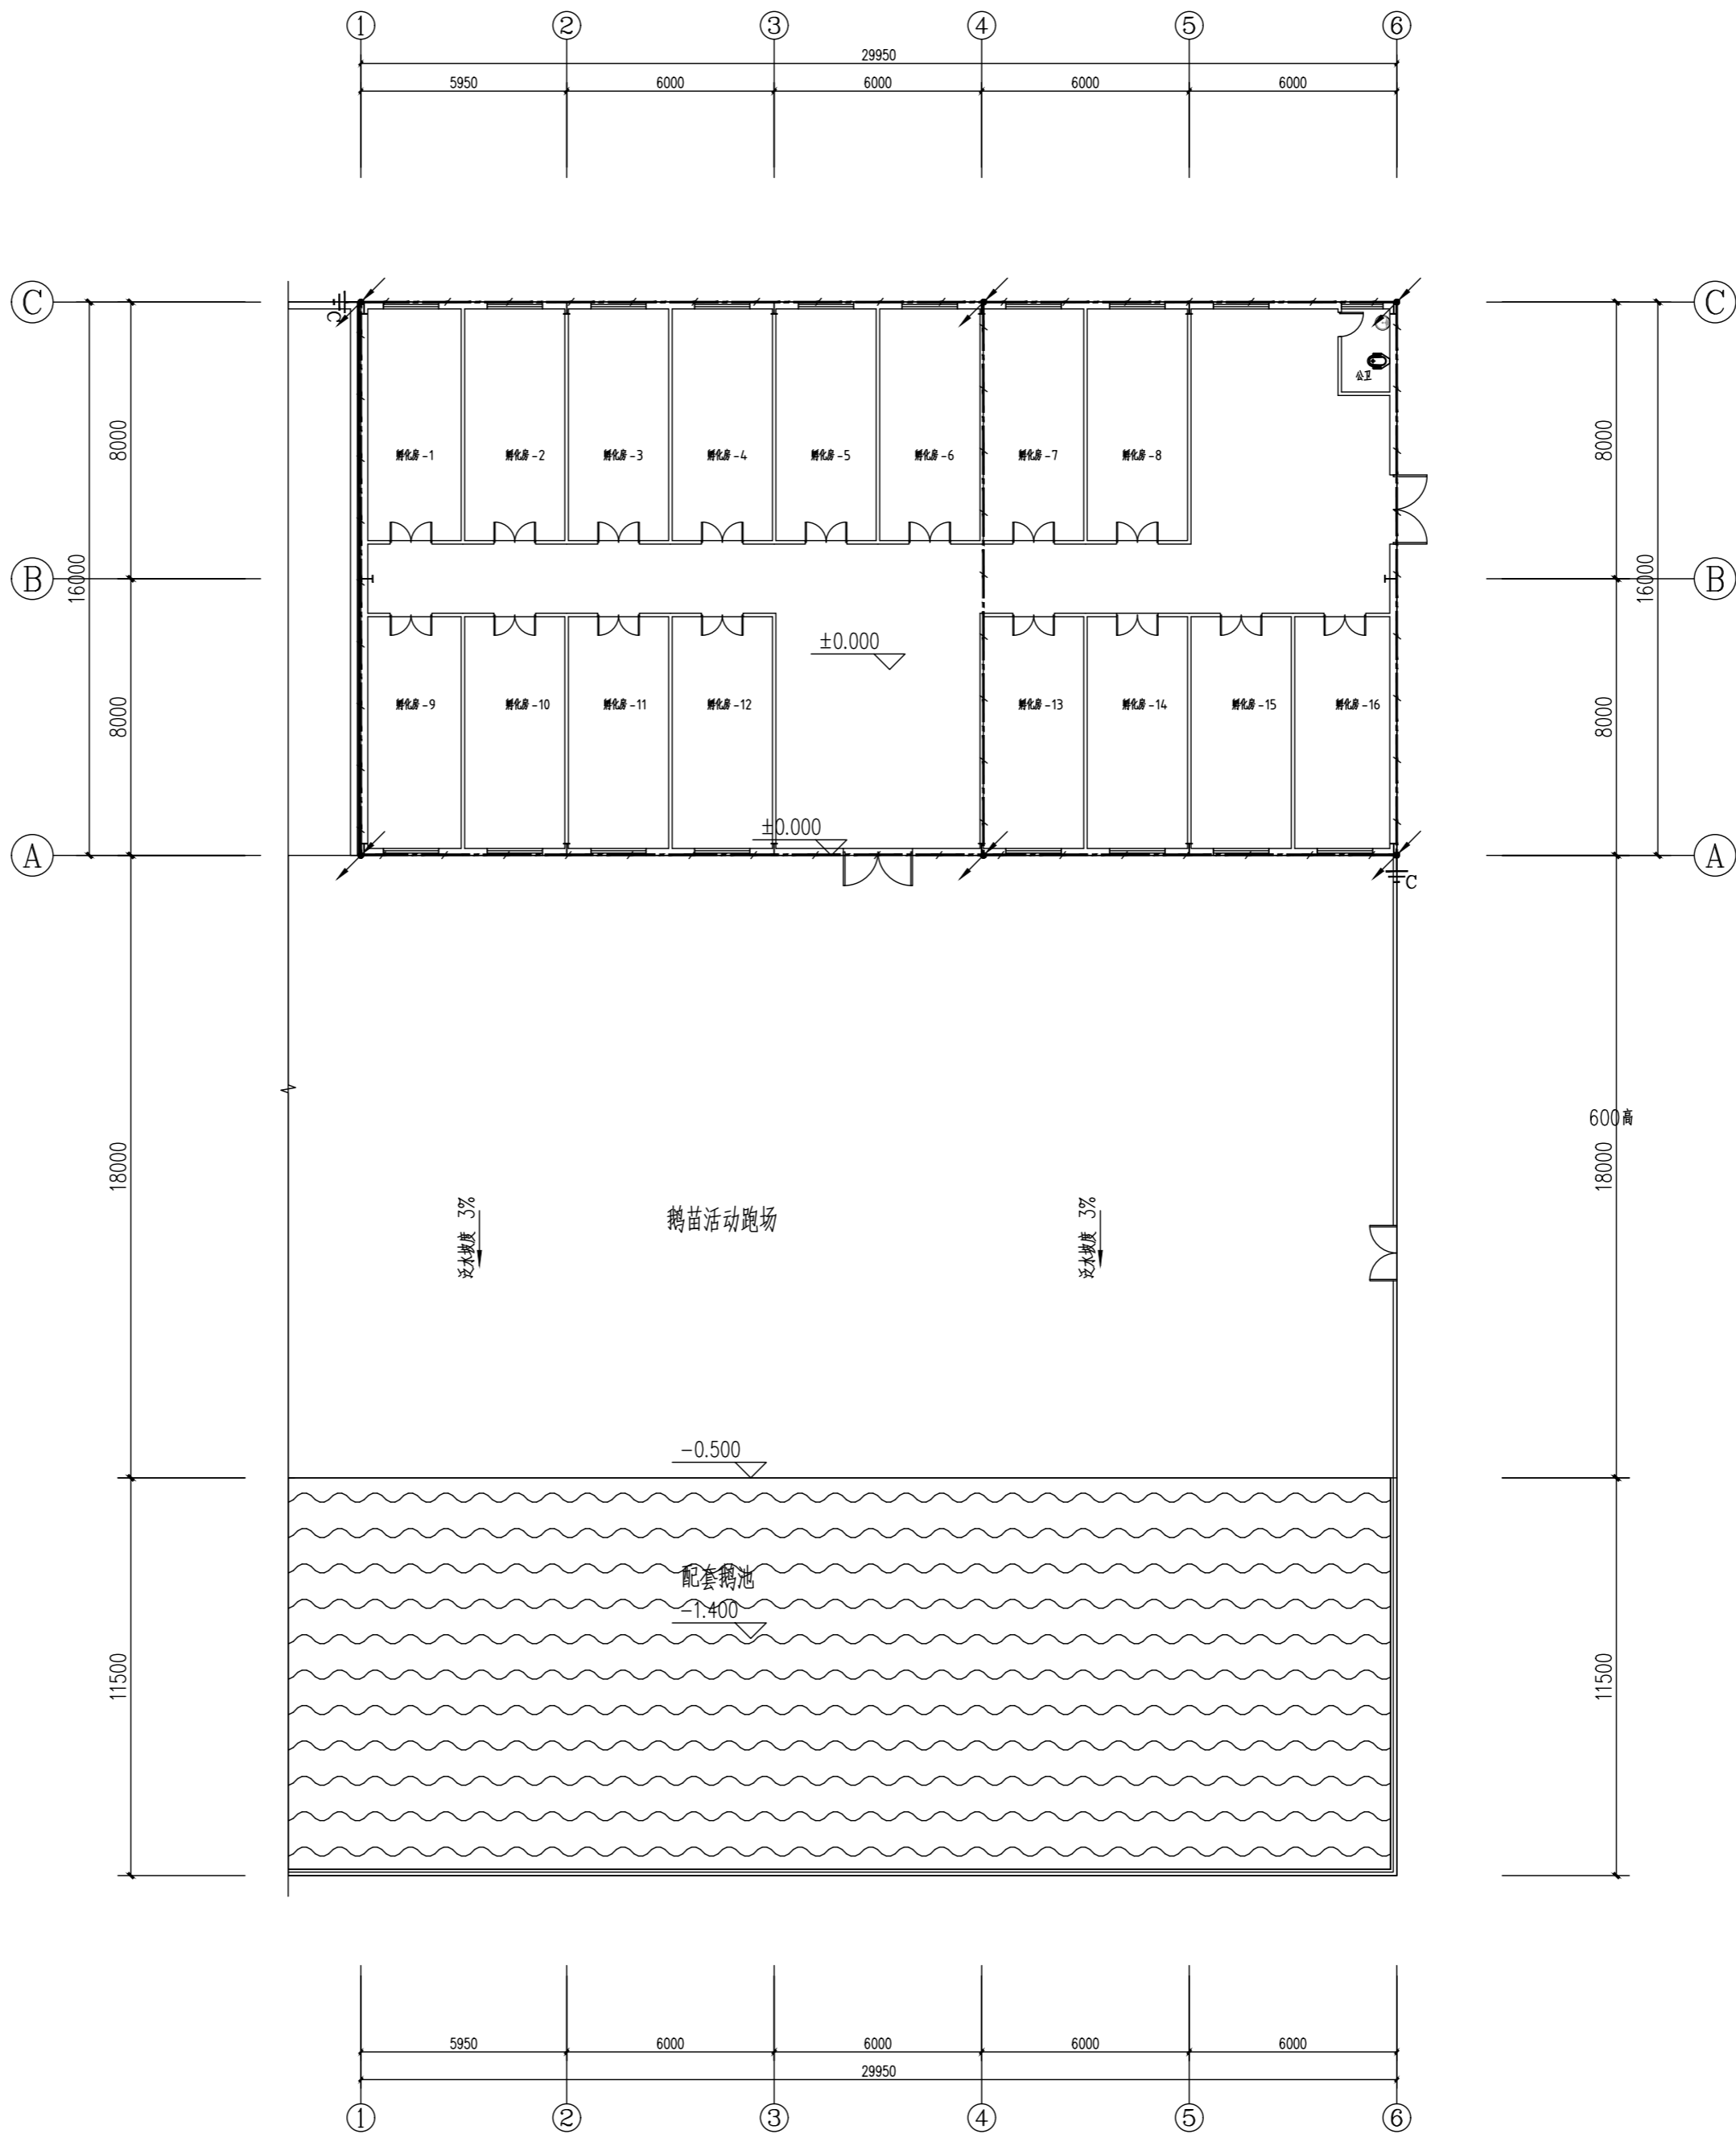 ① ② ③ ④ ⑤ ⑥
29950
5950 6000 6000 6000 6000
C C
C
8000 8000
公卫
孵化房-1 孵化房-2 孵化房-3 孵化房-4 孵化房-5 孵化房-6 孵化房-7 孵化房-8
16000 16000
B B
±0.000
8000 8000
孵化房-9 孵化房-10 孵化房-11 孵化房-12 孵化房-13 孵化房-14 孵化房-15 孵化房-16
±0.000
A A
C
600高
18000 18000
泛水坡度 3% 鹅苗活动跑场 泛水坡度 3%
-0.500
配套鹅池
-1.400
11500 11500
5950 6000 6000 6000 6000
29950
① ② ③ ④ ⑤ ⑥